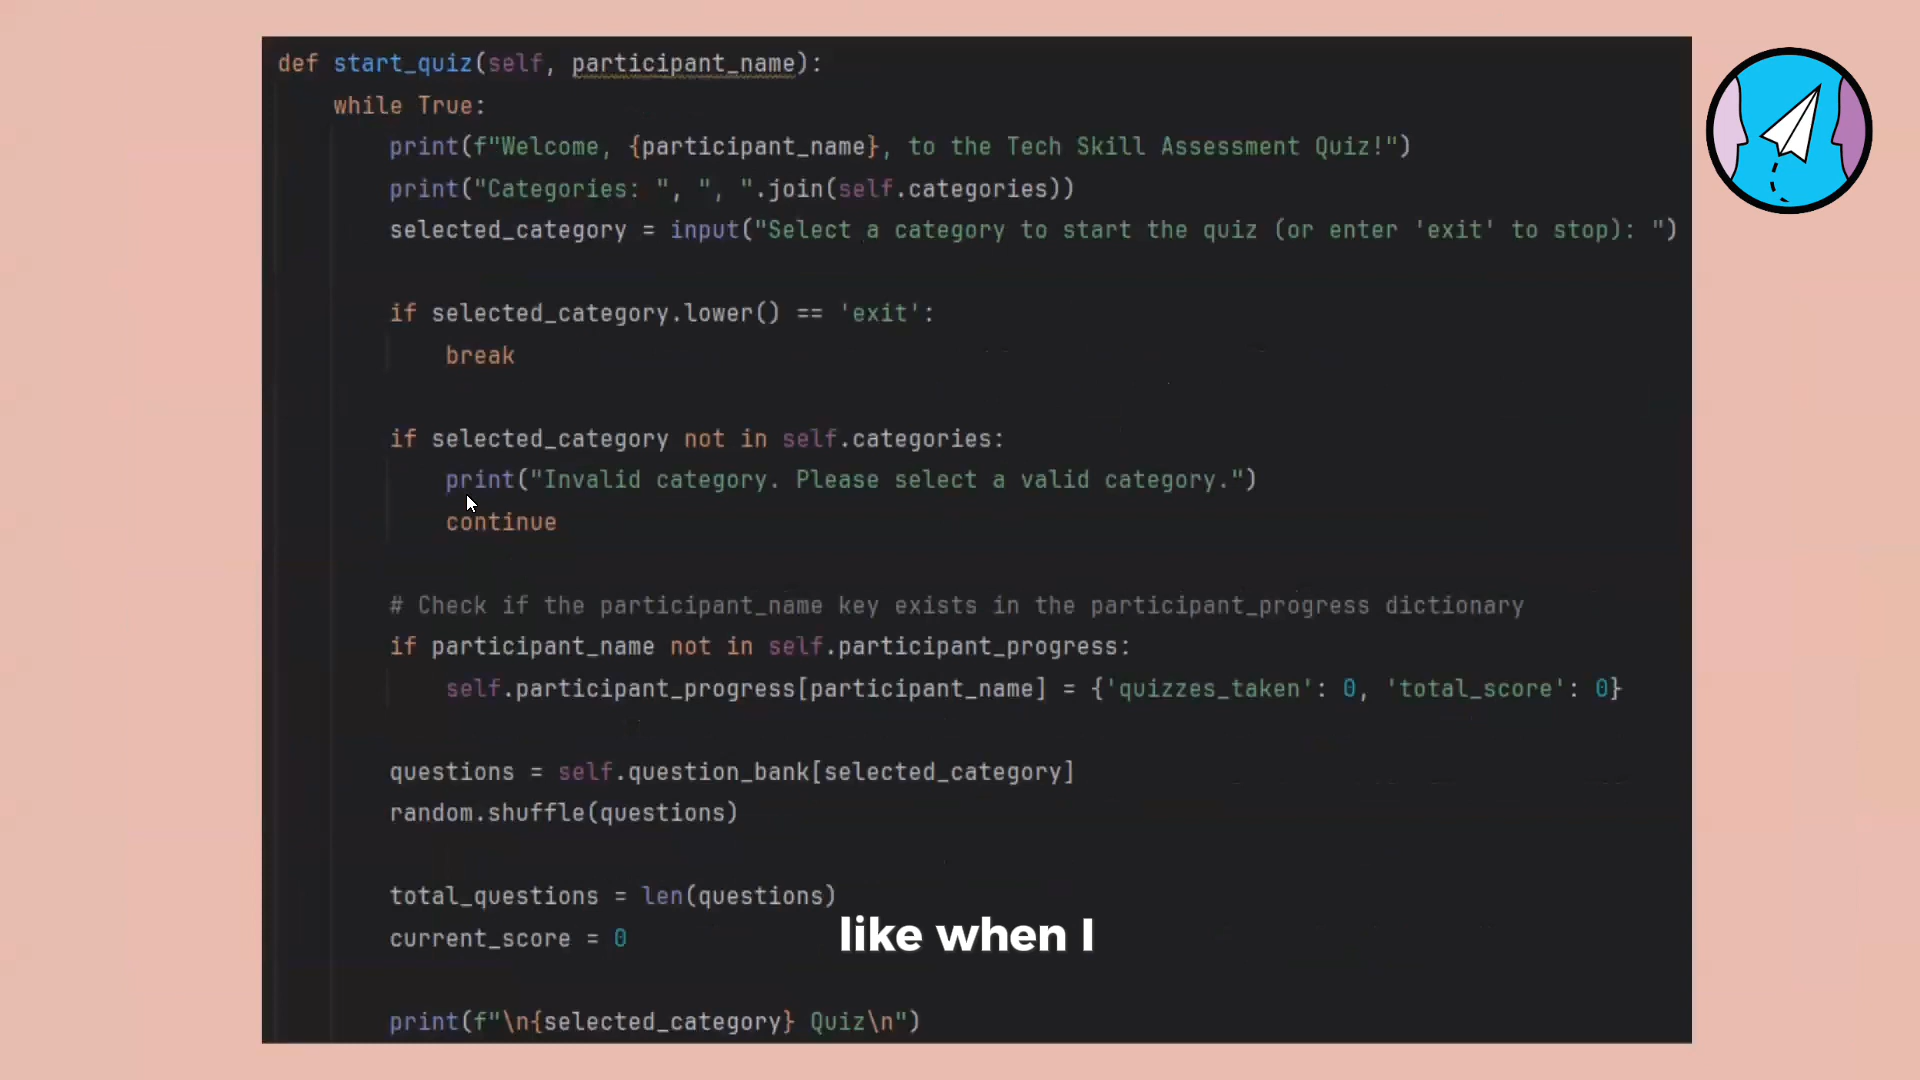 def start_quiz(self, participant_name):
while True:
print(f"Welcome, {participant_name}, to the Tech Skill Assessment Quiz!")
print("Categories: ", ", ".join(self.categories))
selected_category = input("Select a category to start the quiz (or enter 'exit' to stop): ")
if selected_category.lower() == 'exit':
break
if selected_category not in self.categories:
print("Invalid category. Please select a valid category.")
continue
# Check if the participant_name key exists in the participant_progress dictionary
if participant_name not in self.participant_progress:
self.participant_progress[participant_name] = {'quizzes_taken': 0, 'total_score': 0}
questions = self.question_bank[selected_category]
random.shuffle(questions)
total_questions = len(questions)
current_score = 0
like when I
print(f"\n{selected_category} Quiz\n")